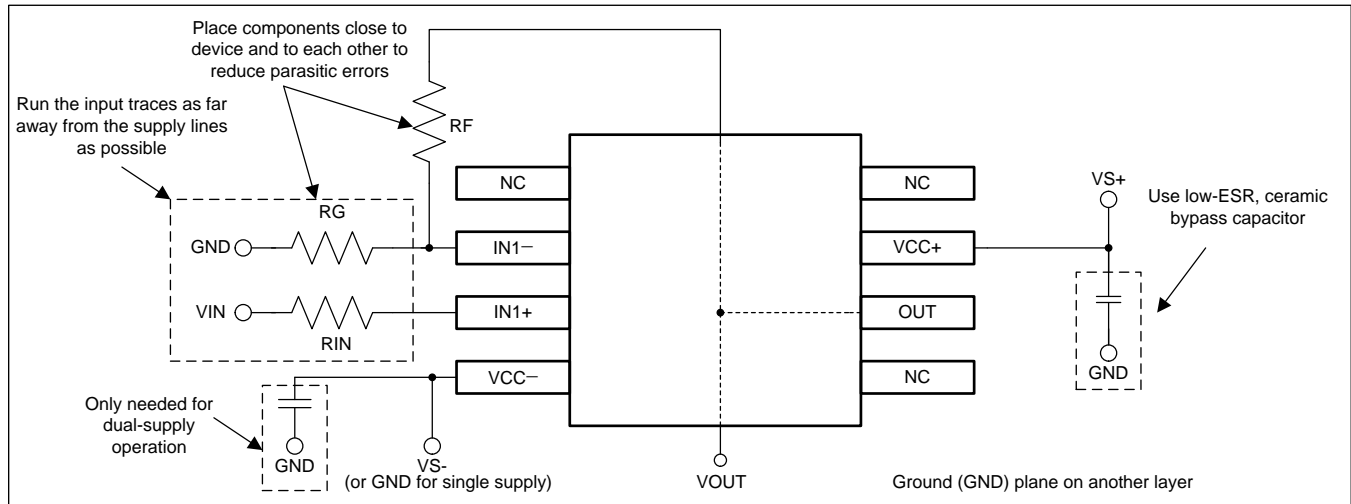 Place components close to
device and to each other to
reduce parasitic errors
Run the input traces as far
away from the supply lines
as possible
RF
NC
NC
VS+
Use low-ESR, ceramic
bypass capacitor
RG
GND
IN1−
VCC+
VIN
IN1+
OUT
RIN
VCC−
NC
GND
Only needed for
dual-supply
operation
GND
VS-
(or GND for single supply)
VOUT
Ground (GND) plane on another layer